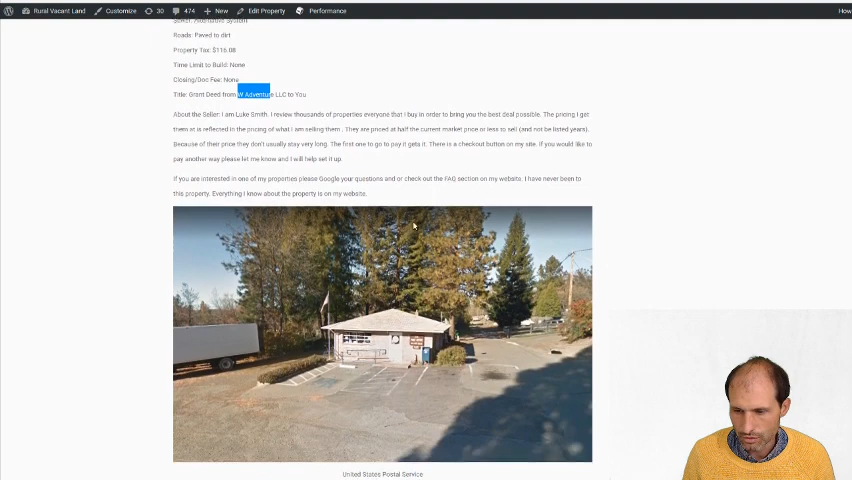 Rural Vacant Land Customize 30 474 New Edit Property Performance How
Sewer: Alternative System
Roads: Paved to dirt
Property Tax: $116.08
Time Limit to Build: None
Closing/Doc Fee: None
Title: Grant Deed from W Adventure LLC to You
About the Seller: I am Luke Smith. I review thousands of properties everyone that I buy in order to bring you the best deal possible. The pricing I get
them at is reflected in the pricing of what I am selling them . They are priced at half the current market price or less to sell (and not be listed years).
Because of their price they don't usually stay very long. The first one to go to pay it gets it. There is a checkout button on my site. If you would like to
pay another way please let me know and I will help set it up.
If you are interested in one of my properties please Google your questions and or check out the FAQ section on my website. I have never been to
this property. Everything I know about the property is on my website.
United States Postal Service